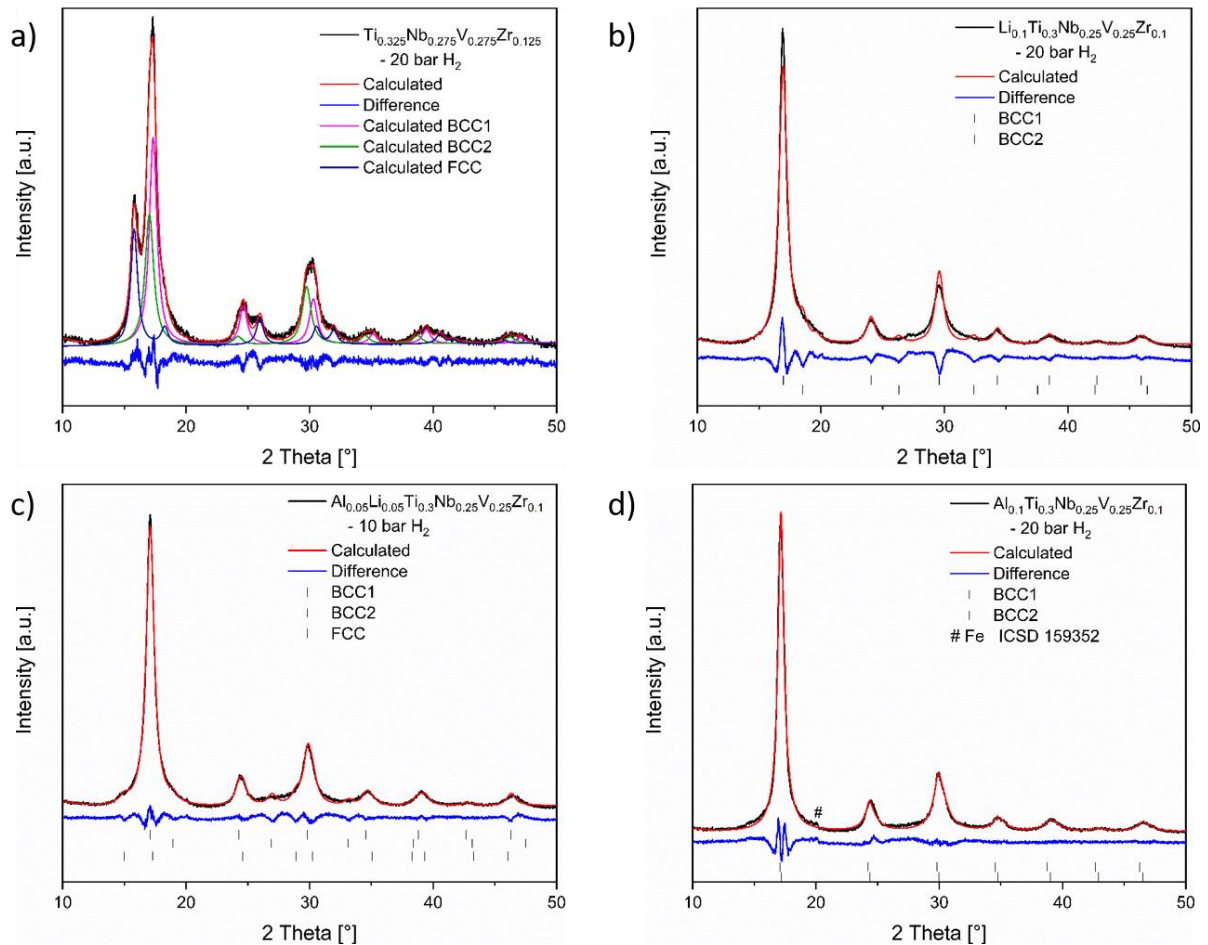 a)
Ti0.325Nb0.275V0.275Zr0.125
- 20 bar H2
Calculated
Difference
Calculated BCC1
Calculated BCC2
Calculated FCC
Intensity [a.u.]
10 20 30 40 50
2 Theta [°]
b)
Li0.1Ti0.3Nb0.25V0.25Zr0.1
- 20 bar H2
Calculated
Difference
BCC1
BCC2
Intensity [a.u.]
10 20 30 40 50
2 Theta [°]
c)
Al0.05Li0.05Ti0.3Nb0.25V0.25Zr0.1
- 10 bar H2
Calculated
Difference
BCC1
BCC2
FCC
Intensity [a.u.]
10 20 30 40 50
2 Theta [°]
d)
Al0.1Ti0.3Nb0.25V0.25Zr0.1
- 20 bar H2
Calculated
Difference
BCC1
BCC2
# Fe ICSD 159352
#
Intensity [a.u.]
10 20 30 40 50
2 Theta [°]